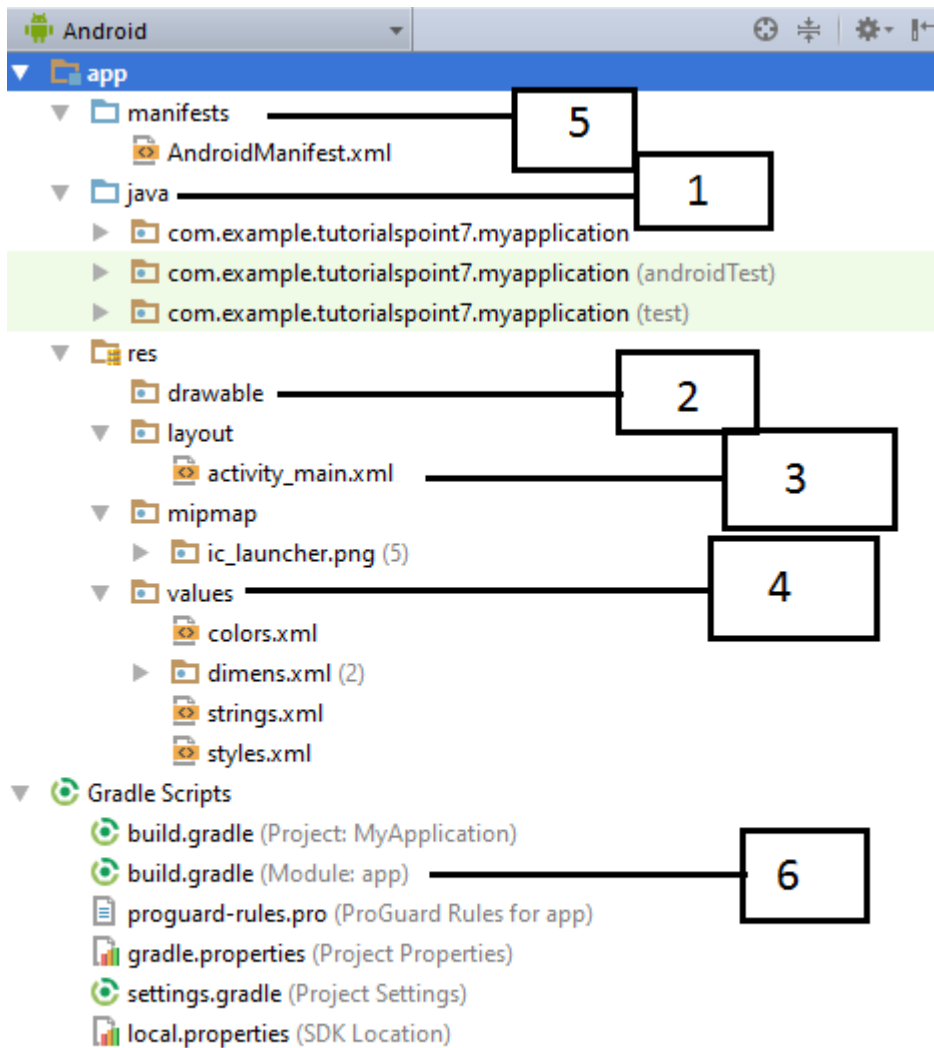 Android
app
manifests
5
AndroidManifest.xml
java
1
com.example.tutorialspoint7.myapplication
com.example.tutorialspoint7.myapplication (androidTest)
com.example.tutorialspoint7.myapplication (test)
res
drawable
2
layout
activity_main.xml
3
mipmap
ic_launcher.png (5)
values
4
colors.xml
dimens.xml (2)
strings.xml
styles.xml
Gradle Scripts
build.gradle (Project: MyApplication)
build.gradle (Module: app)
6
proguard-rules.pro (ProGuard Rules for app)
gradle.properties (Project Properties)
settings.gradle (Project Settings)
local.properties (SDK Location)